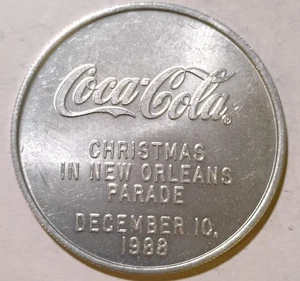 Coca-Cola®
CHRISTMAS
IN NEW ORLEANS
PARADE
DECEMBER 10,
1988